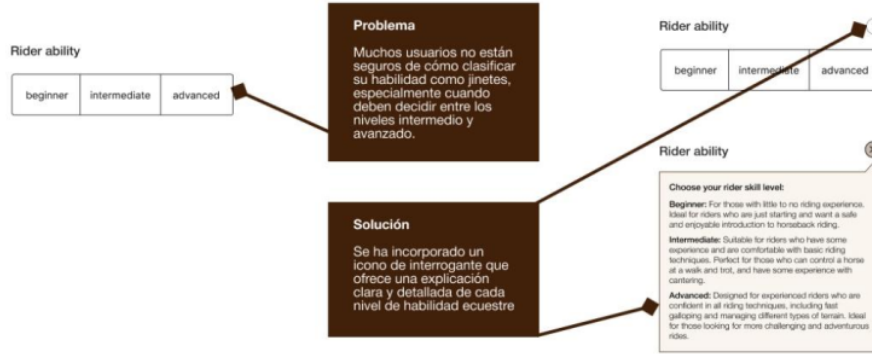 Rider ability
beginner
intermediate
advanced
Problema
Muchos usuarios no están
seguros de cómo clasificar
su habilidad como jinetes,
especialmente cuando
deben decidir entre los
niveles intermedio y
avanzado.
Solución
Se ha incorporado un
icono de interrogante que
ofrece una explicación
clara y detallada de cada
nivel de habilidad ecuestre
Rider ability
beginner
intermediate
advanced
Rider ability
Choose your rider skill level:
Beginner: For those with little to no riding experience.
Ideal for riders who are just starting and want a safe
and enjoyable introduction to horseback riding.
Intermediate: Suitable for riders who have some
experience and are comfortable with basic riding
techniques. Perfect for those who can control a horse
at a walk and trot, and have some experience with
cantering.
Advanced: Designed for experienced riders who are
confident in all riding techniques, including fast
galloping and managing different types of terrain. Ideal
for those looking for more challenging and adventurous
rides.